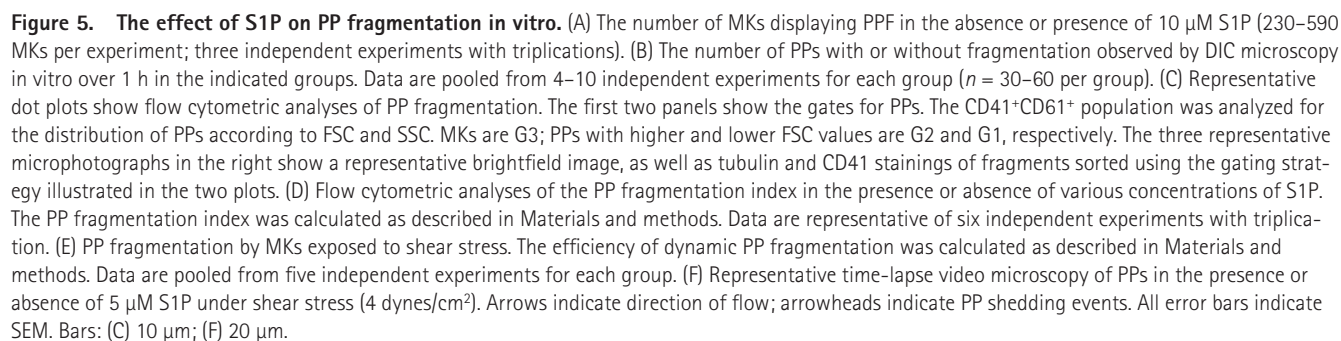 Figure 5. The effect of S1P on PP fragmentation in vitro. (A) The number of MKs displaying PPF in the absence or presence of 10 µM S1P (230–590
MKs per experiment; three independent experiments with triplications). (B) The number of PPs with or without fragmentation observed by DIC microscopy
in vitro over 1 h in the indicated groups. Data are pooled from 4–10 independent experiments for each group (n = 30–60 per group). (C) Representative
dot plots show flow cytometric analyses of PP fragmentation. The first two panels show the gates for PPs. The CD41⁺CD61⁺ population was analyzed for
the distribution of PPs according to FSC and SSC. MKs are G3; PPs with higher and lower FSC values are G2 and G1, respectively. The three representative
microphotographs in the right show a representative brightfield image, as well as tubulin and CD41 stainings of fragments sorted using the gating strat-
egy illustrated in the two plots. (D) Flow cytometric analyses of the PP fragmentation index in the presence or absence of various concentrations of S1P.
The PP fragmentation index was calculated as described in Materials and methods. Data are representative of six independent experiments with triplica-
tion. (E) PP fragmentation by MKs exposed to shear stress. The efficiency of dynamic PP fragmentation was calculated as described in Materials and
methods. Data are pooled from five independent experiments for each group. (F) Representative time-lapse video microscopy of PPs in the presence or
absence of 5 µM S1P under shear stress (4 dynes/cm²). Arrows indicate direction of flow; arrowheads indicate PP shedding events. All error bars indicate
SEM. Bars: (C) 10 µm; (F) 20 µm.